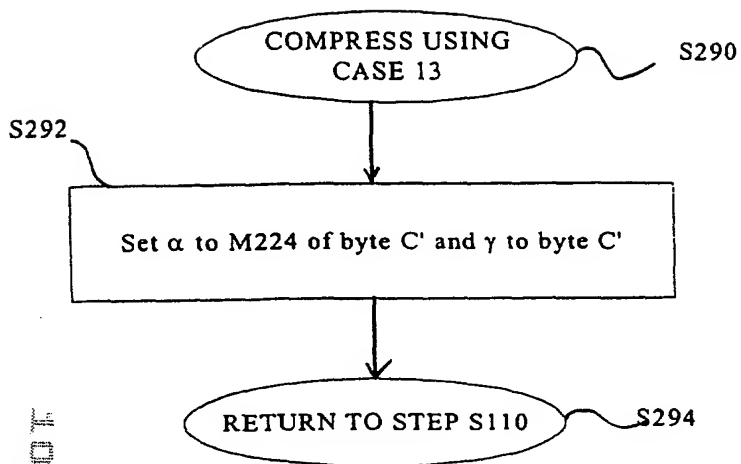 COMPRESS USING
CASE 13
S290
S292
Set α to M224 of byte C' and γ to byte C'
RETURN TO STEP S110
S294